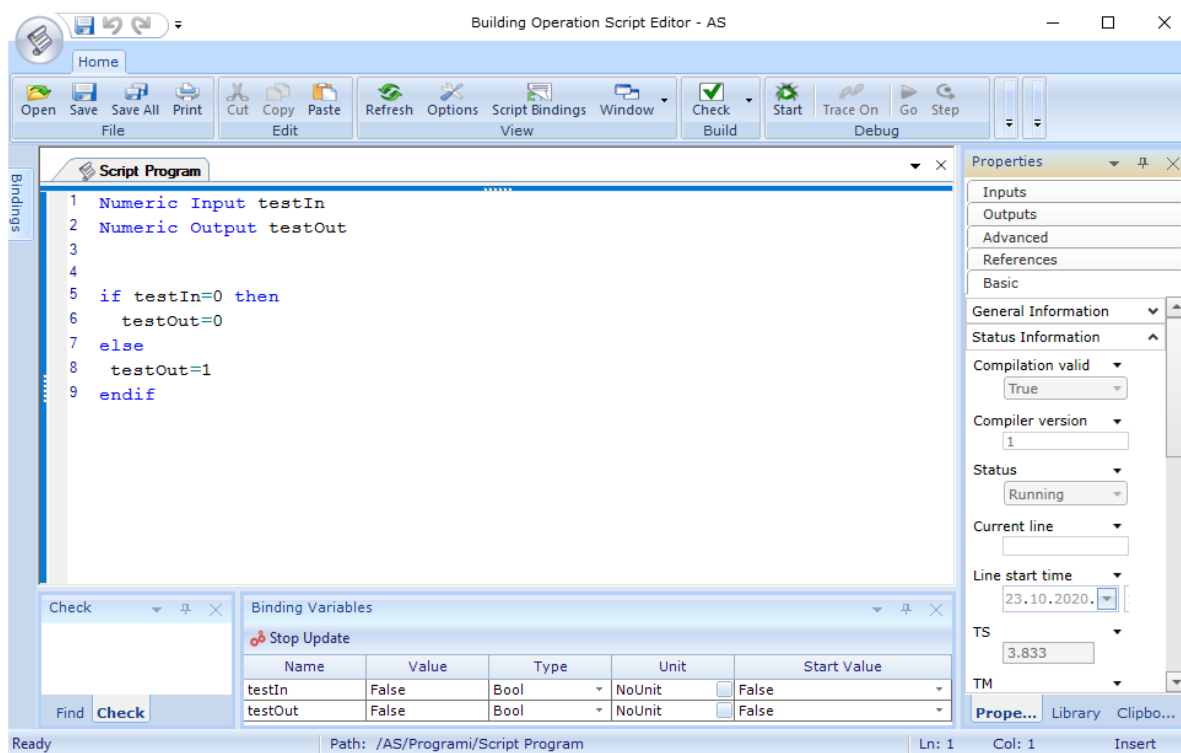 Building Operation Script Editor - AS
Home
Open Save Save All Print Cut Copy Paste Refresh Options Script Bindings Window Check Start Trace On Go Step
File Edit View Build Debug
Bindings
Script Program
1 Numeric Input testIn
2 Numeric Output testOut
3
4
5 if testIn=0 then
6 testOut=0
7 else
8 testOut=1
9 endif
Properties
Inputs
Outputs
Advanced
References
Basic
General Information
Status Information
Compilation valid
True
Compiler version
1
Status
Running
Current line
Line start time
23.10.2020.
TS
3.833
TM
Prope... Library Clipbo...
Check
Find Check
Binding Variables
Stop Update
Name Value Type Unit Start Value
testIn False Bool NoUnit False
testOut False Bool NoUnit False
Ready Path: /AS/Programi/Script Program Ln: 1 Col: 1 Insert